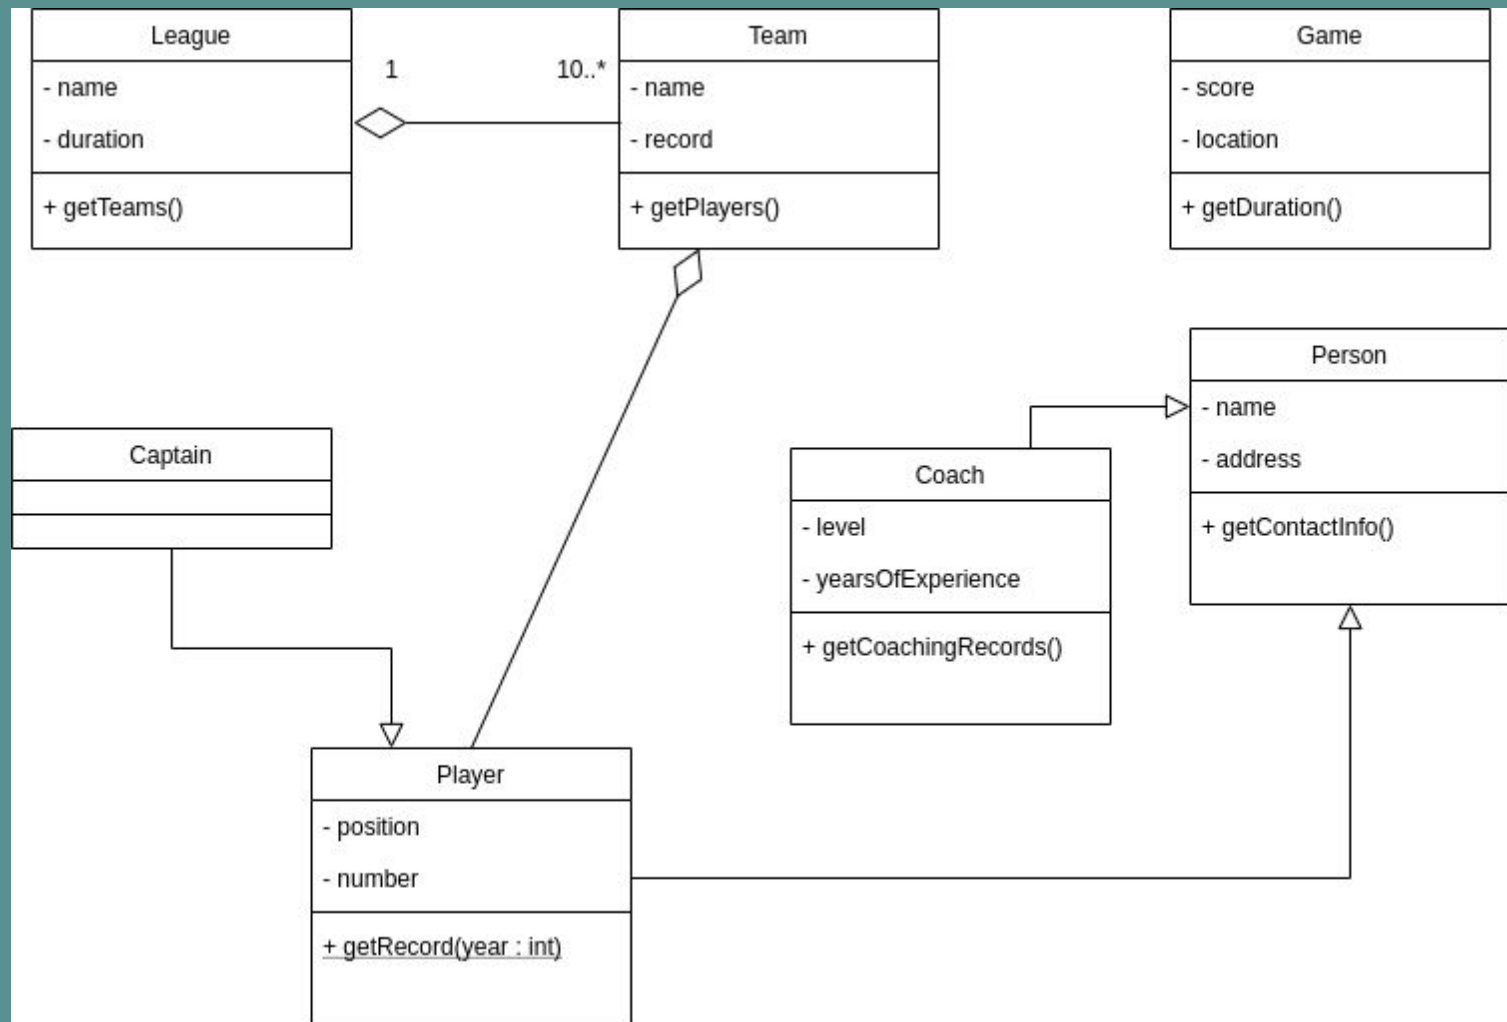 League
- name
- duration
+ getTeams()
1
10..*
Team
- name
- record
+ getPlayers()
Game
- score
- location
+ getDuration()
Person
- name
- address
+ getContactInfo()
Captain
Coach
- level
- yearsOfExperience
+ getCoachingRecords()
Player
- position
- number
+ getRecord(year : int)